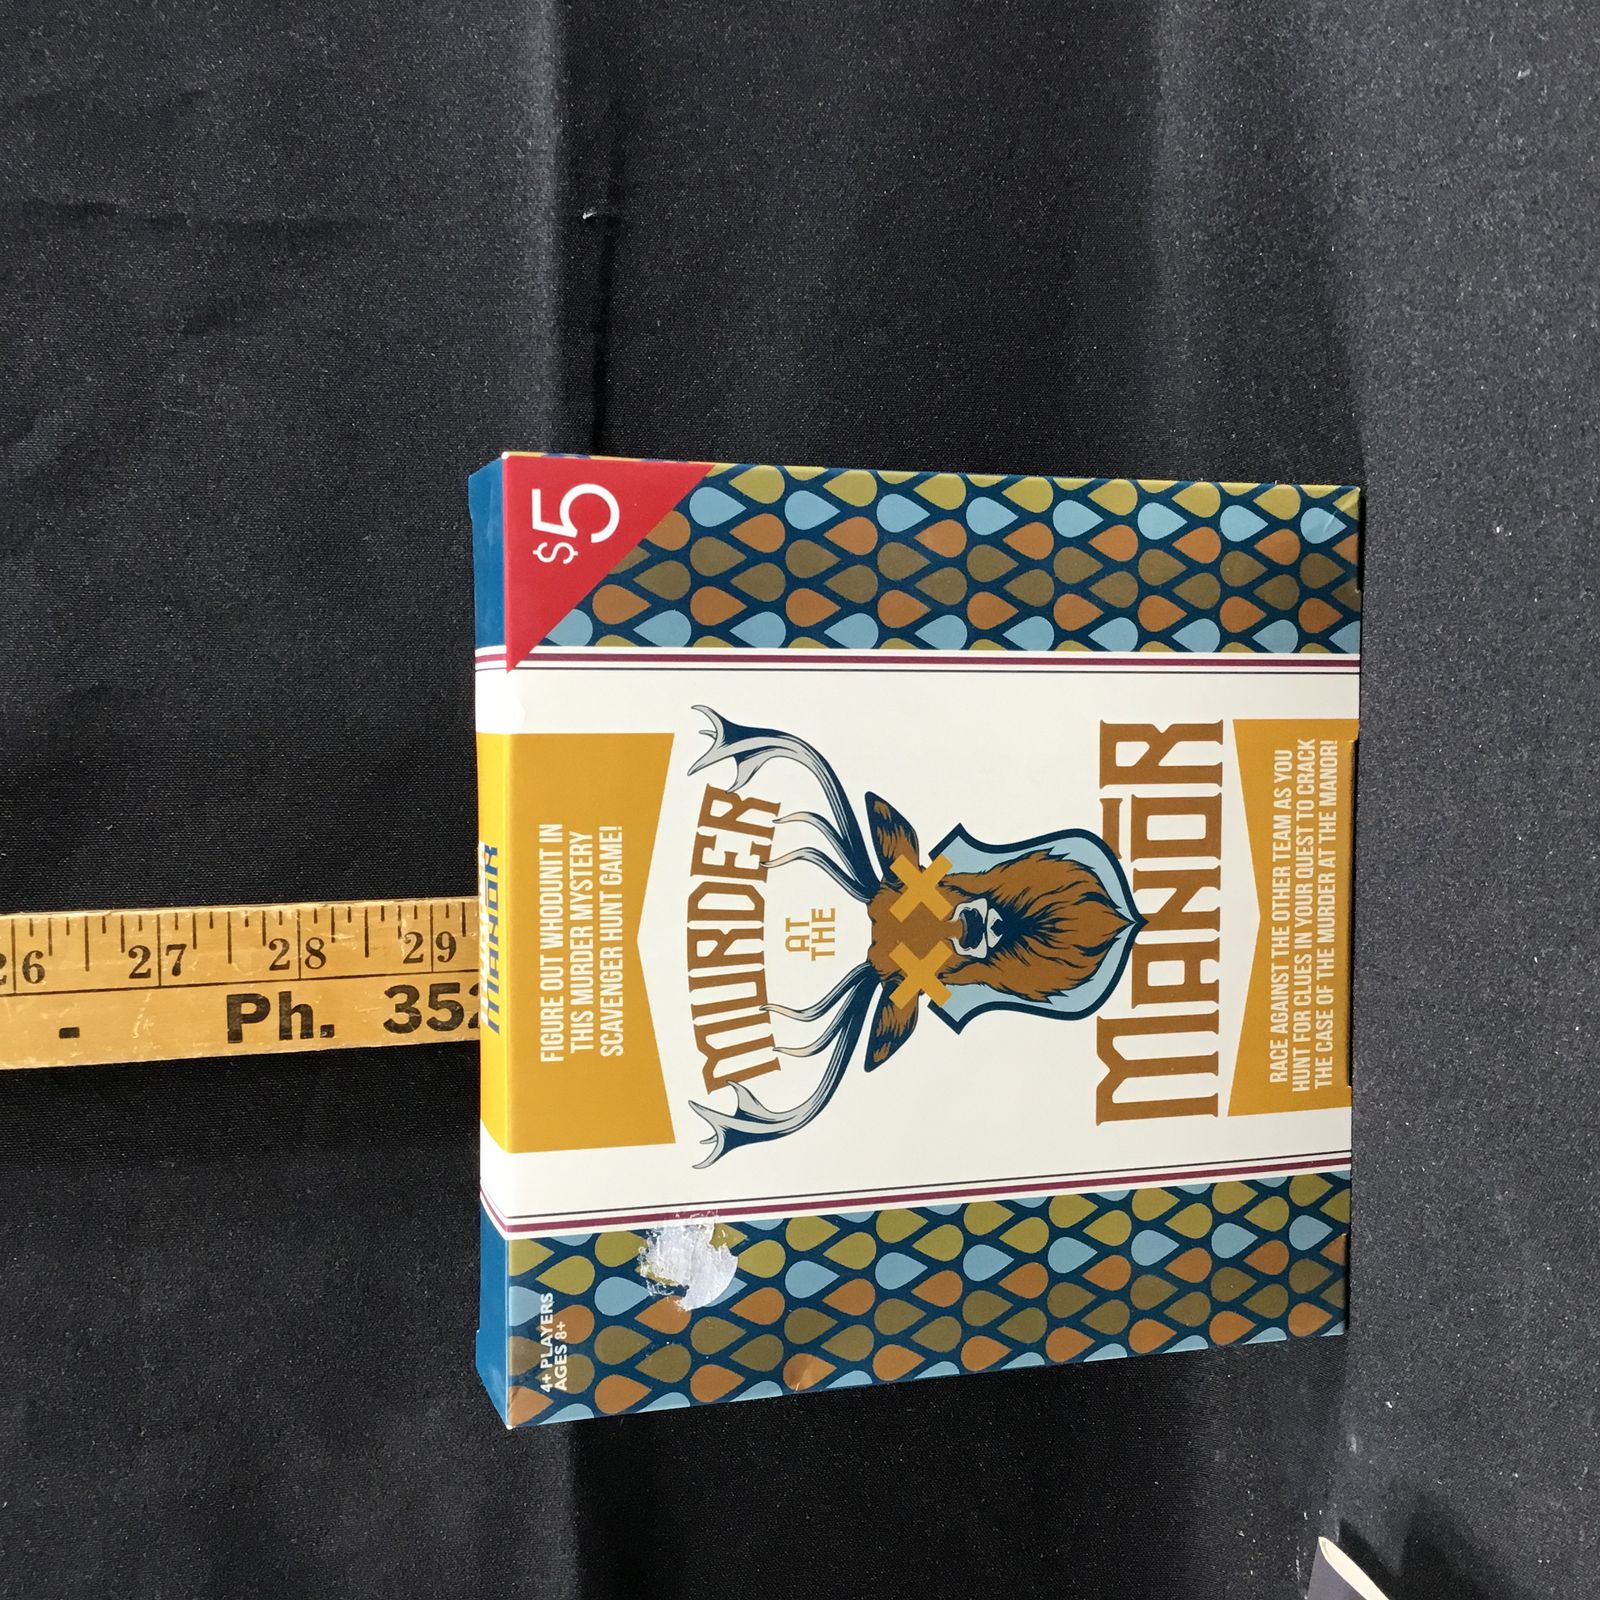 $5
FIGURE OUT WHODUNIT IN
THIS MURDER MYSTERY
SCAVENGER HUNT GAME!
MURDER
AT
THE
MANOR
RACE AGAINST THE OTHER TEAM AS YOU
HUNT FOR CLUES IN YOUR QUEST TO CRACK
THE CASE OF THE MURDER AT THE MANOR!
4+ PLAYERS
AGES 8+
MANOR
26 27 28 29
- Ph. 352